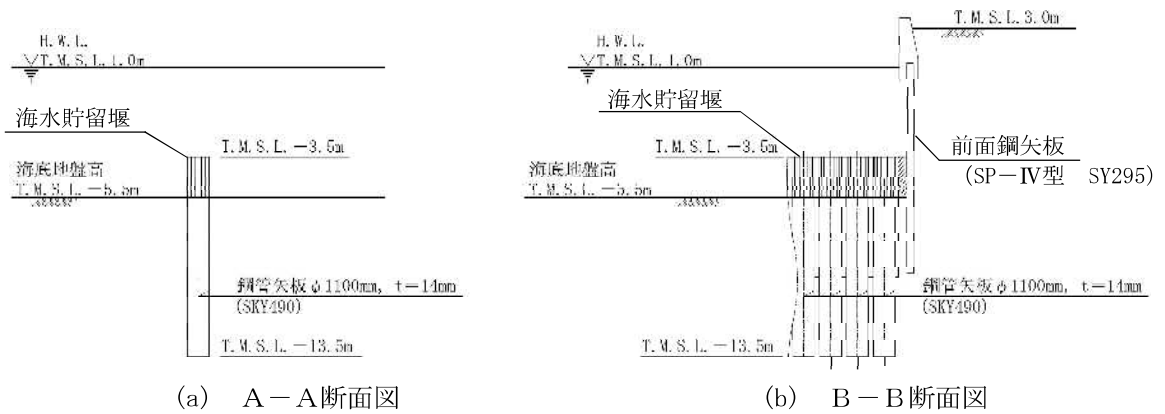 H.W.L.
T.M.S.L.1.0m
海水貯留堰
T.M.S.L.-3.5m
海底地盤高
T.M.S.L.-5.5m
鋼管矢板φ1100mm, t=14mm
(SKY490)
T.M.S.L.-13.5m
(a) A-A断面図
T.M.S.L.3.0m
H.W.L.
T.M.S.L.1.0m
海水貯留堰
T.M.S.L.-3.5m
前面鋼矢板
(SP-Ⅳ型 SY295)
海底地盤高
T.M.S.L.-5.5m
鋼管矢板φ1100mm, t=14mm
(SKY490)
T.M.S.L.-13.5m
(b) B-B断面図